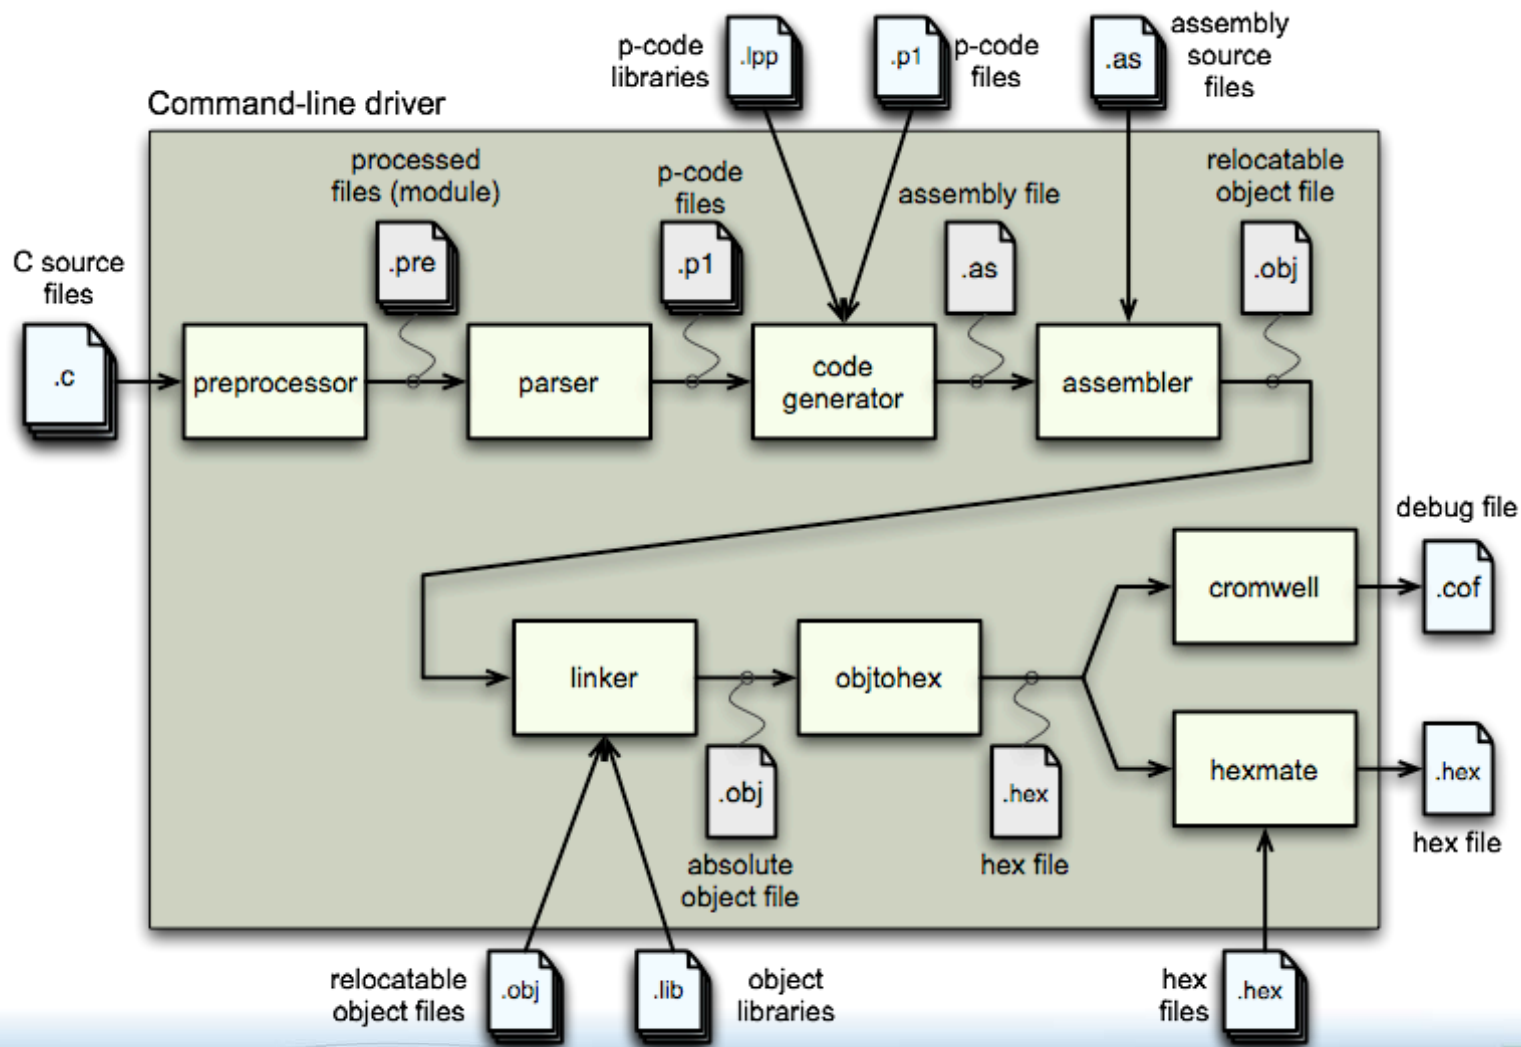 p-code
libraries
.lpp
.p1
p-code
files
.as
assembly
source
files
Command-line driver
processed
files (module)
.pre
p-code
files
.p1
assembly file
.as
relocatable
object file
.obj
C source
files
.c
preprocessor
parser
code
generator
assembler
debug file
.cof
cromwell
linker
objtohex
hexmate
.hex
hex file
.obj
absolute
object file
.hex
hex file
relocatable
object files
.obj
.lib
object
libraries
hex
files
.hex